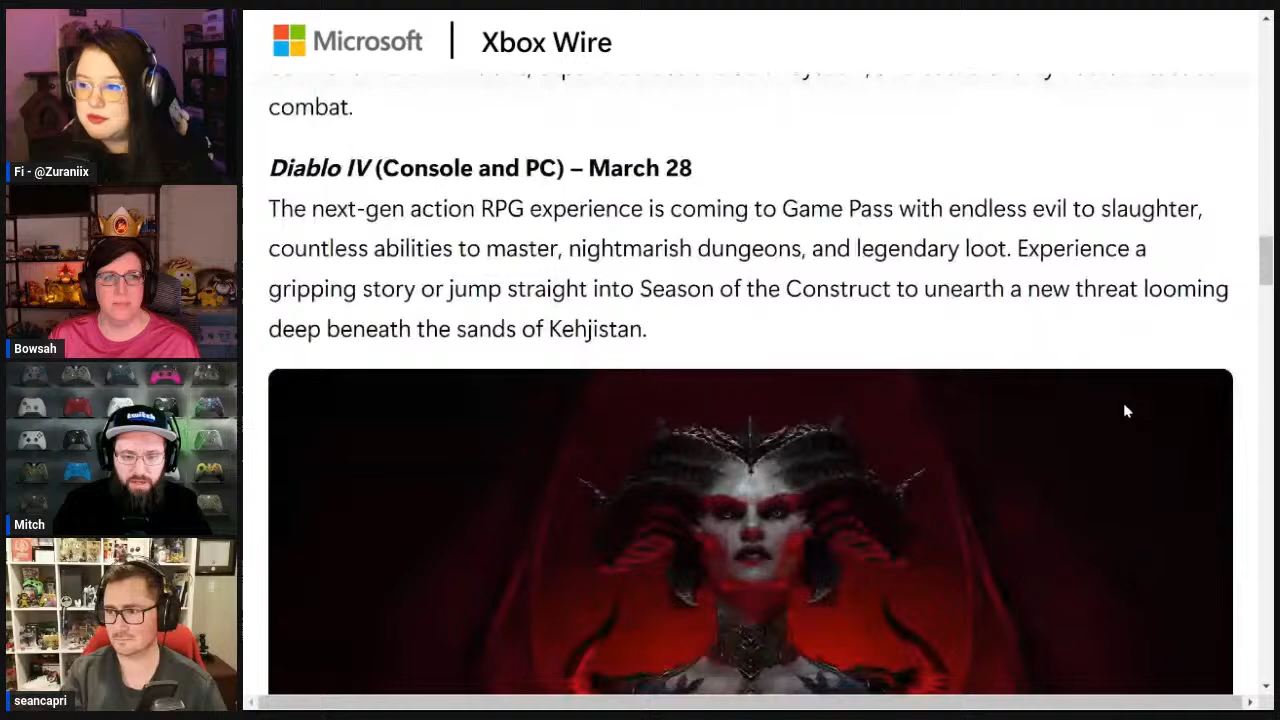 Microsoft
Xbox Wire
combat.
Diablo IV (Console and PC) – March 28
The next-gen action RPG experience is coming to Game Pass with endless evil to slaughter,
countless abilities to master, nightmarish dungeons, and legendary loot. Experience a
gripping story or jump straight into Season of the Construct to unearth a new threat looming
deep beneath the sands of Kehjistan.
Fi - @Zuraniix
Bowsah
twitch
Mitch
seancapri